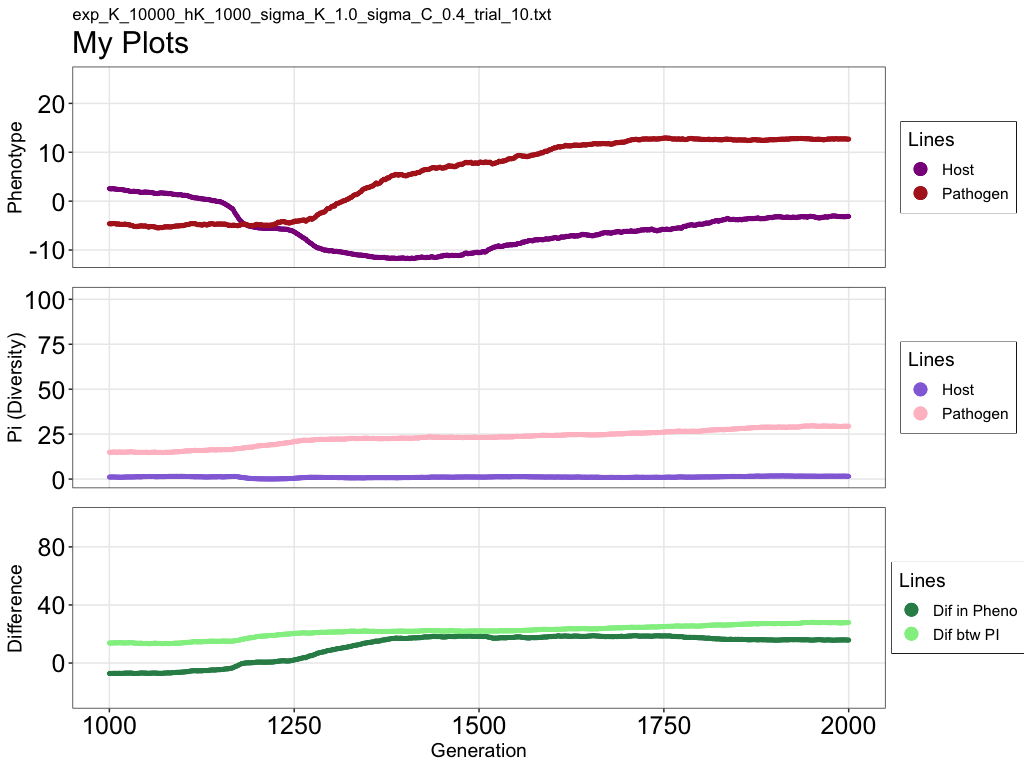 exp_K_10000_hK_1000_sigma_K_1.0_sigma_C_0.4_trial_10.txt
My Plots
Phenotype
20
10
0
-10
Lines
Host
Pathogen
Pi (Diversity)
100
75
50
25
0
Lines
Host
Pathogen
Difference
80
40
0
Lines
Dif in Pheno
Dif btw PI
1000 1250 1500 1750 2000
Generation